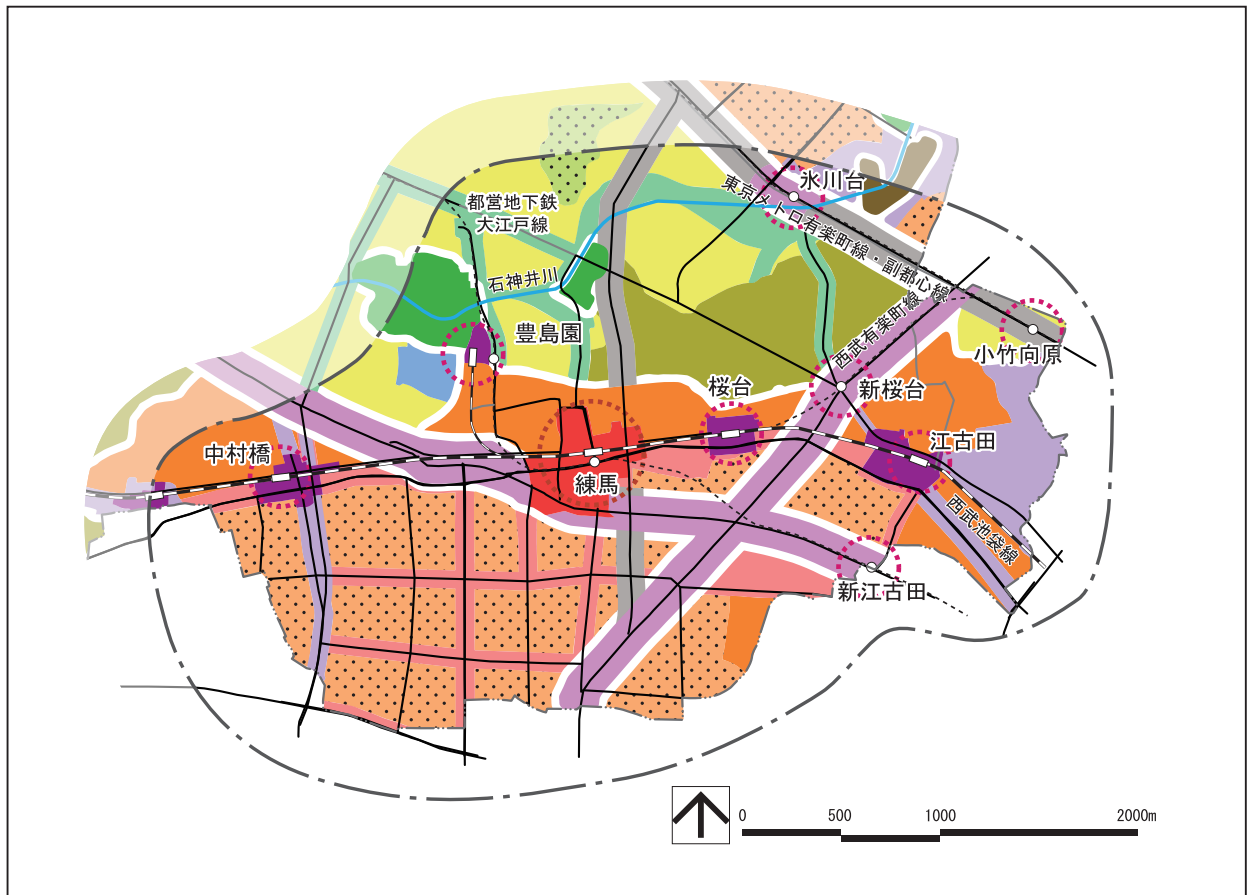 氷川台
都営地下鉄
大江戸線
東京メトロ有楽町線・副都心線
石神井川
西武有楽町線
豊島園
小竹向原
桜台
新桜台
中村橋
江古田
練馬
西武池袋線
新江古田
0 500 1000 2000m